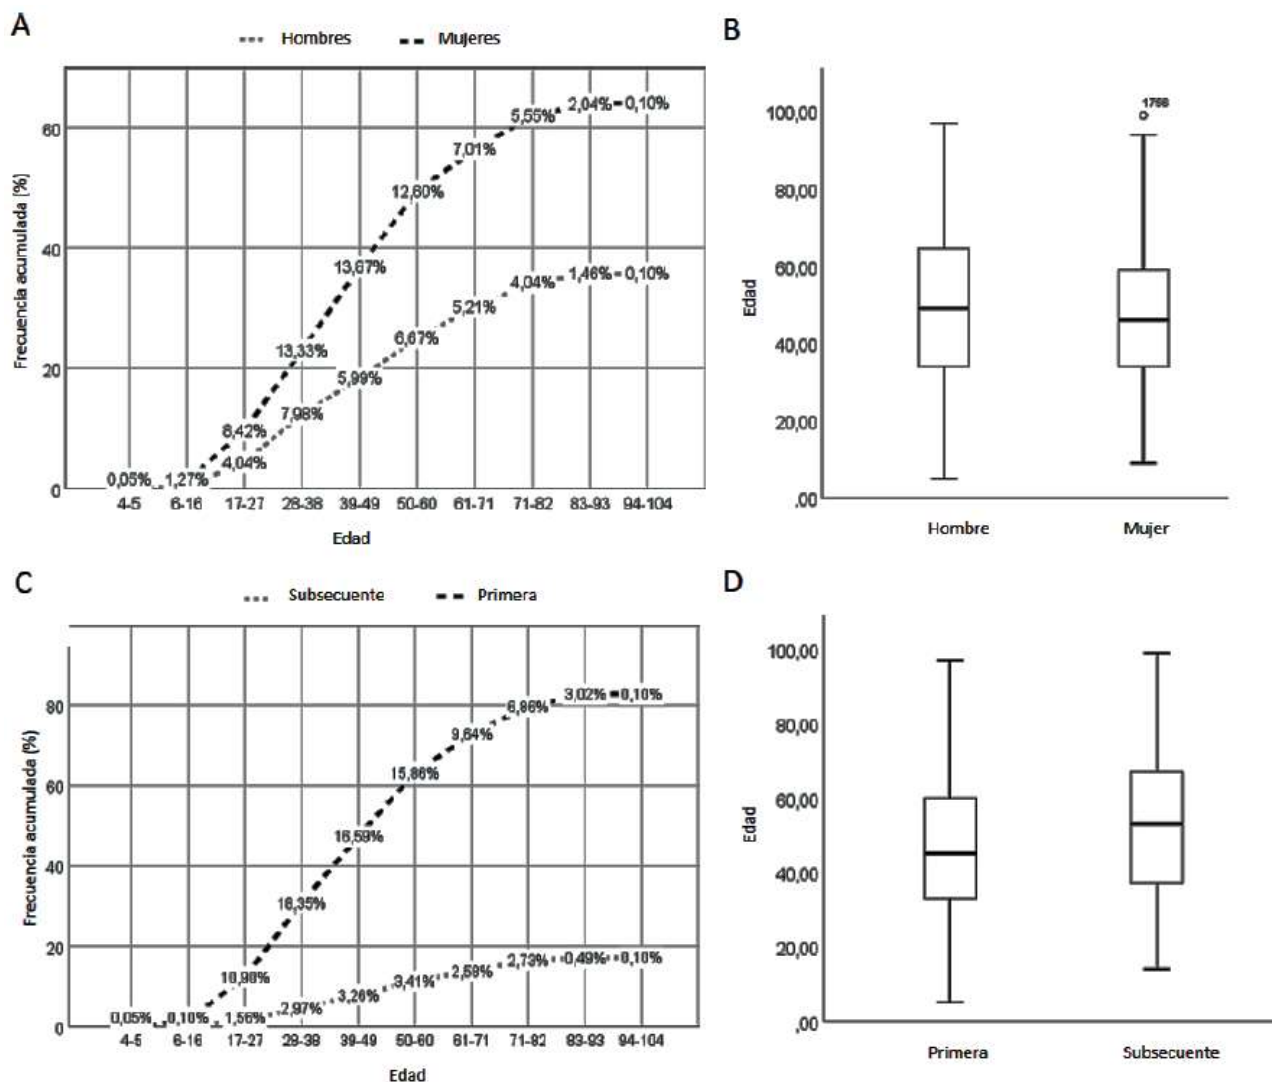 A
Hombres Mujeres
Frecuencia acumulada (%)
60
40
20
0
2,04% 0,10%
5,55%
7,01%
12,60%
13,67%
13,33%
8,42%
1,46% 0,10%
4,04%
5,21%
6,67%
5,99%
7,98%
4,04%
0,05% 1,27%
4-5 6-16 17-27 28-38 39-49 50-60 61-71 71-82 83-93 94-104
Edad
B
Edad
100,00
80,00
60,00
40,00
20,00
,00
Hombre Mujer
C
Subsecuente Primera
Frecuencia acumulada (%)
80
60
40
20
0
3,02% 0,10%
6,86%
9,64%
15,86%
16,59%
16,35%
2,73% 0,49% 0,10%
3,41%
3,26%
2,97%
0,05% 0,10% 1,56%
4-5 6-16 17-27 28-38 39-49 50-60 61-71 71-82 83-93 94-104
Edad
D
Edad
100,00
80,00
60,00
40,00
20,00
,00
Primera Subsecuente